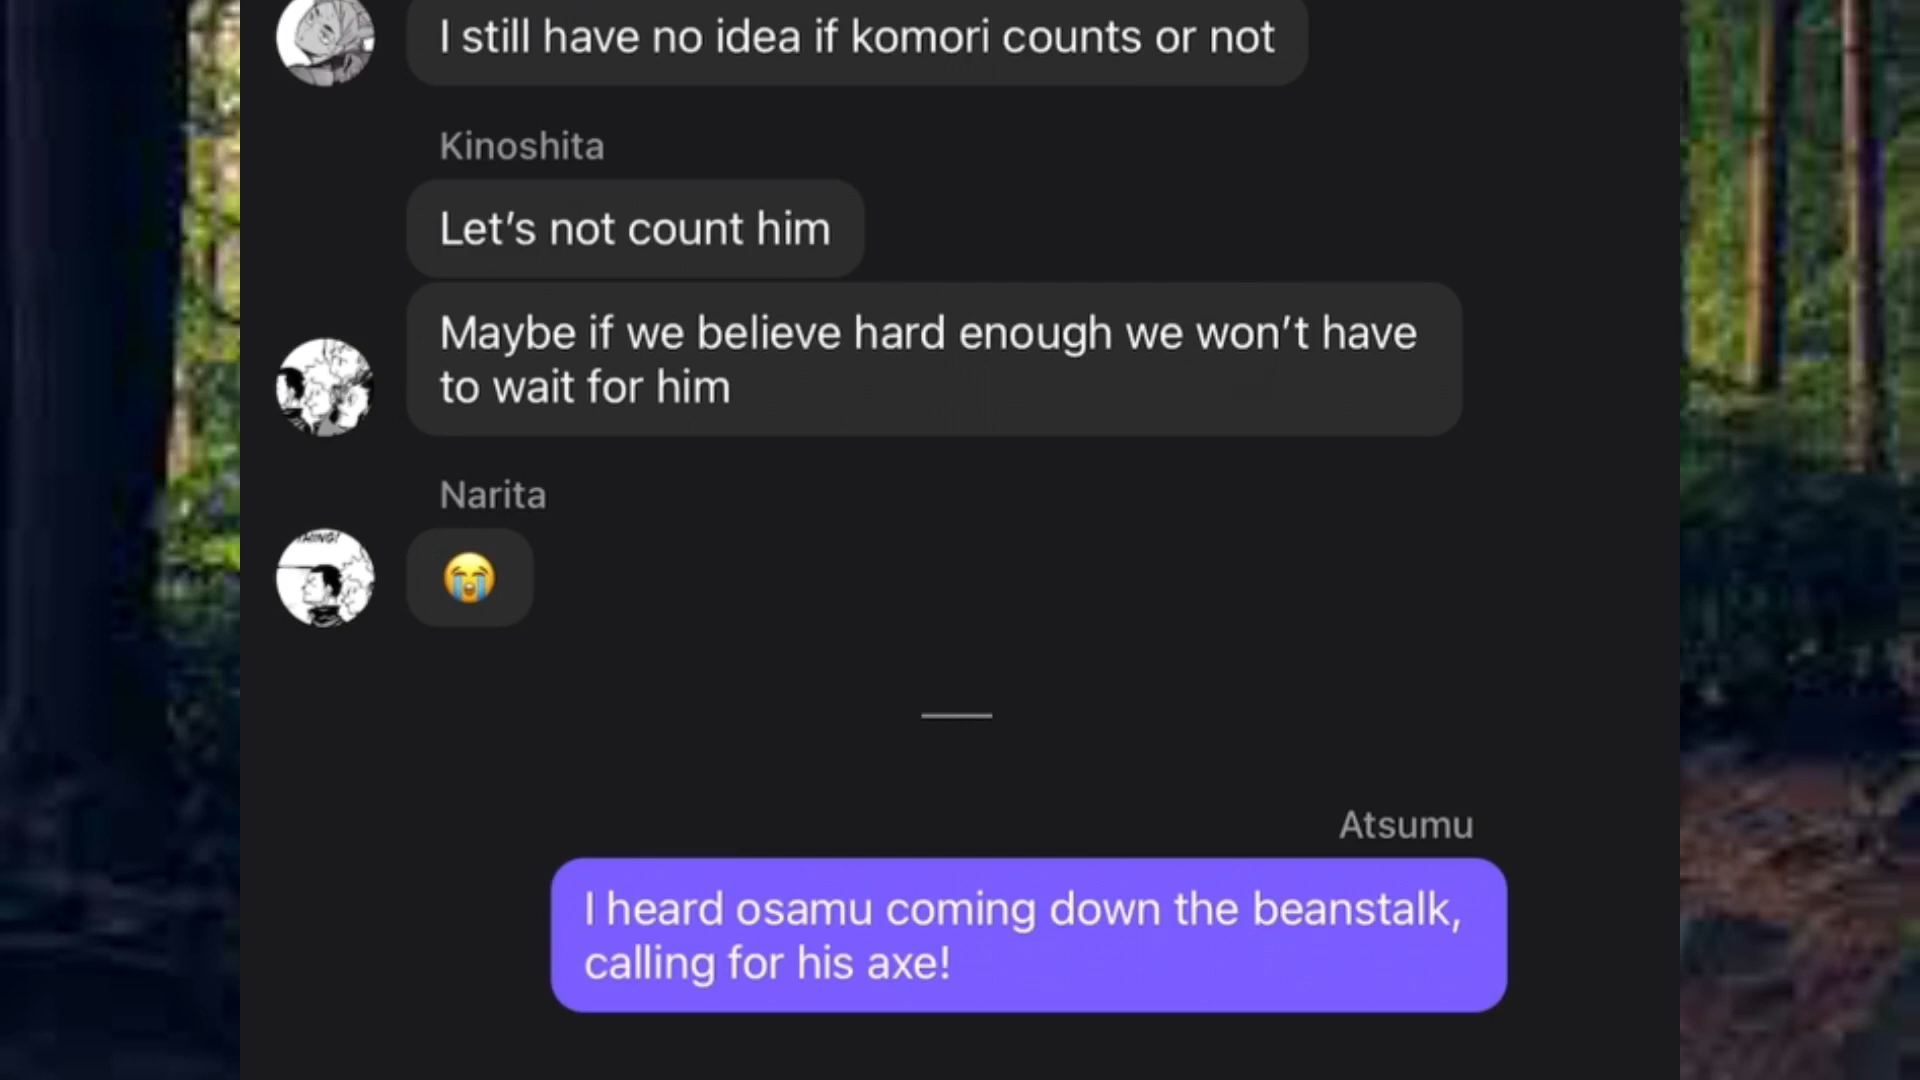 I still have no idea if komori counts or not
Kinoshita
Let’s not count him
Maybe if we believe hard enough we won’t have
to wait for him
Narita
😭
Atsumu
I heard osamu coming down the beanstalk,
calling for his axe!